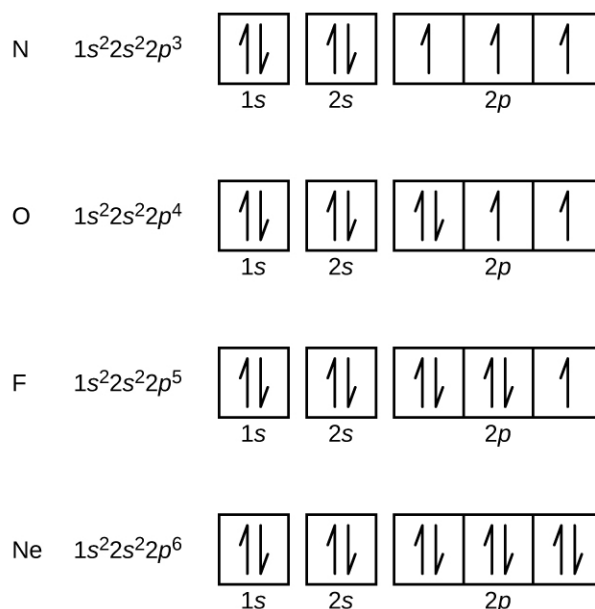 N 1s²2s²2p³
1s 2s 2p
O 1s²2s²2p⁴
1s 2s 2p
F 1s²2s²2p⁵
1s 2s 2p
Ne 1s²2s²2p⁶
1s 2s 2p